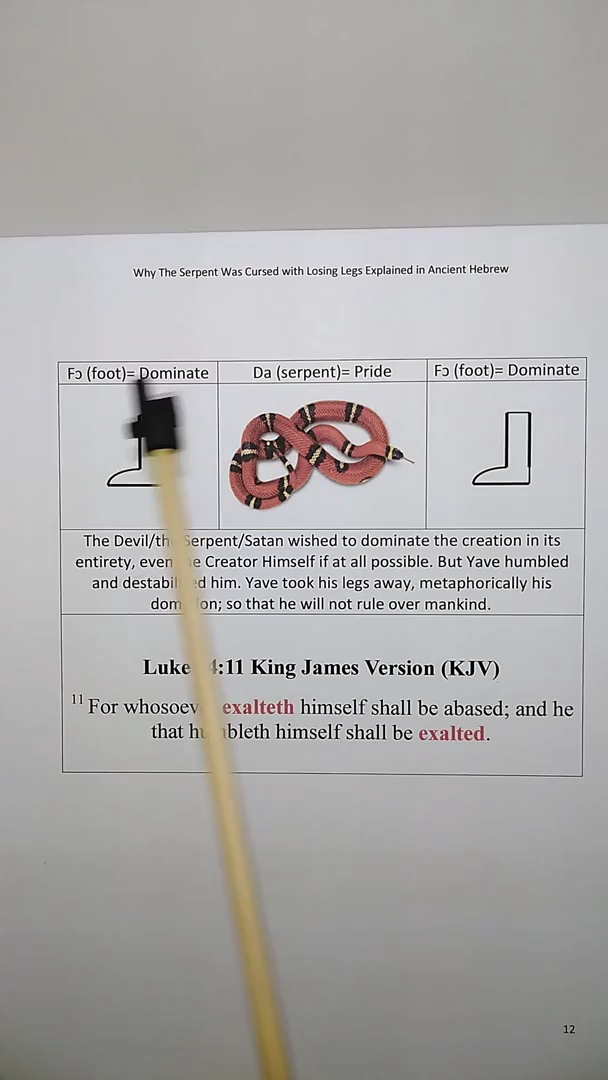 Why The Serpent Was Cursed with Losing Legs Explained in Ancient Hebrew
Fɔ (foot)= Dominate
Da (serpent)= Pride
Fɔ (foot)= Dominate
The Devil/the Serpent/Satan wished to dominate the creation in its
entirety, even Creator Himself if at all possible. But Yave humbled
and destabilized him. Yave took his legs away, metaphorically his
dominion; so that he will not rule over mankind.
Luke 4:11 King James Version (KJV)
11 For whosoever exalteth himself shall be abased; and he
that humbleth himself shall be exalted.
12